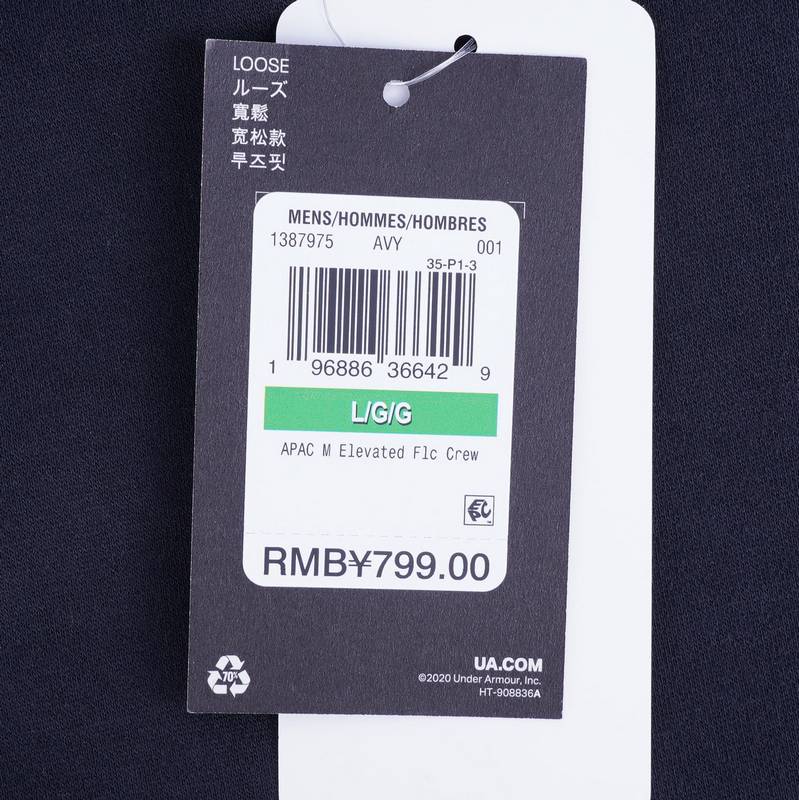 LOOSE
ルーズ
寬鬆
宽松款
루즈핏
MENS/HOMMES/HOMBRES
1387975 AVY 001
35-P1-3
1 96886 36642 9
L/G/G
APAC M Elevated Flc Crew
EPC
RMB¥799.00
70%
UA.COM
©2020 Under Armour, Inc.
HT-908836A